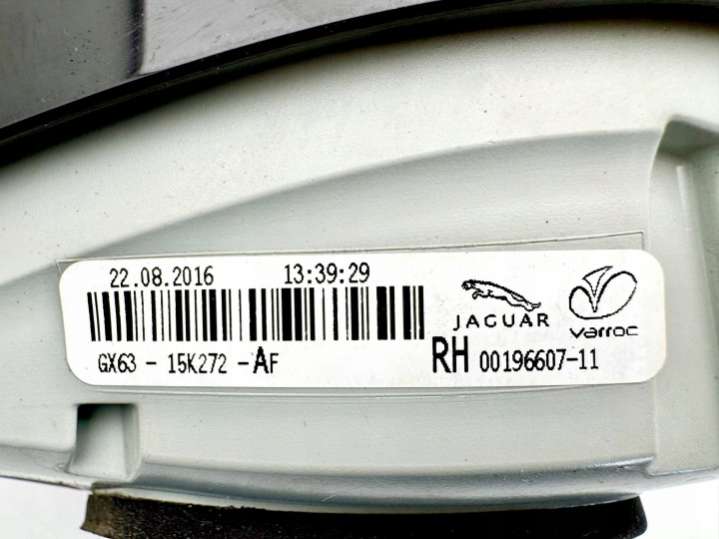 22.08.2016 13:39:29
JAGUAR
varroc
GX63 - 15K272 - AF
RH 00196607-11